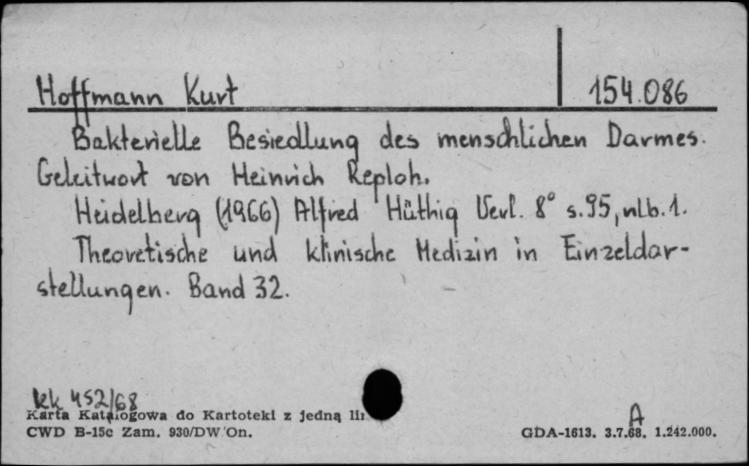 Hoffmann Kurt 154.086
Bakterielle Besiedlung des menschlichen Darmes.
Geleitwort von Heinrich Reploh.
Heidelberg (1966) Alfred Hüthig Verl. 8° s.95, nlb.1.
Theoretische und klinische Medizin in Einzeldar-
stellungen. Band 32.
kk 452/68
Karta Katalogowa do Kartoteki z jedną
A
CWD B-15c Zam. 930/DW/On. GDA-1613. 3.7.68. 1.242.000.